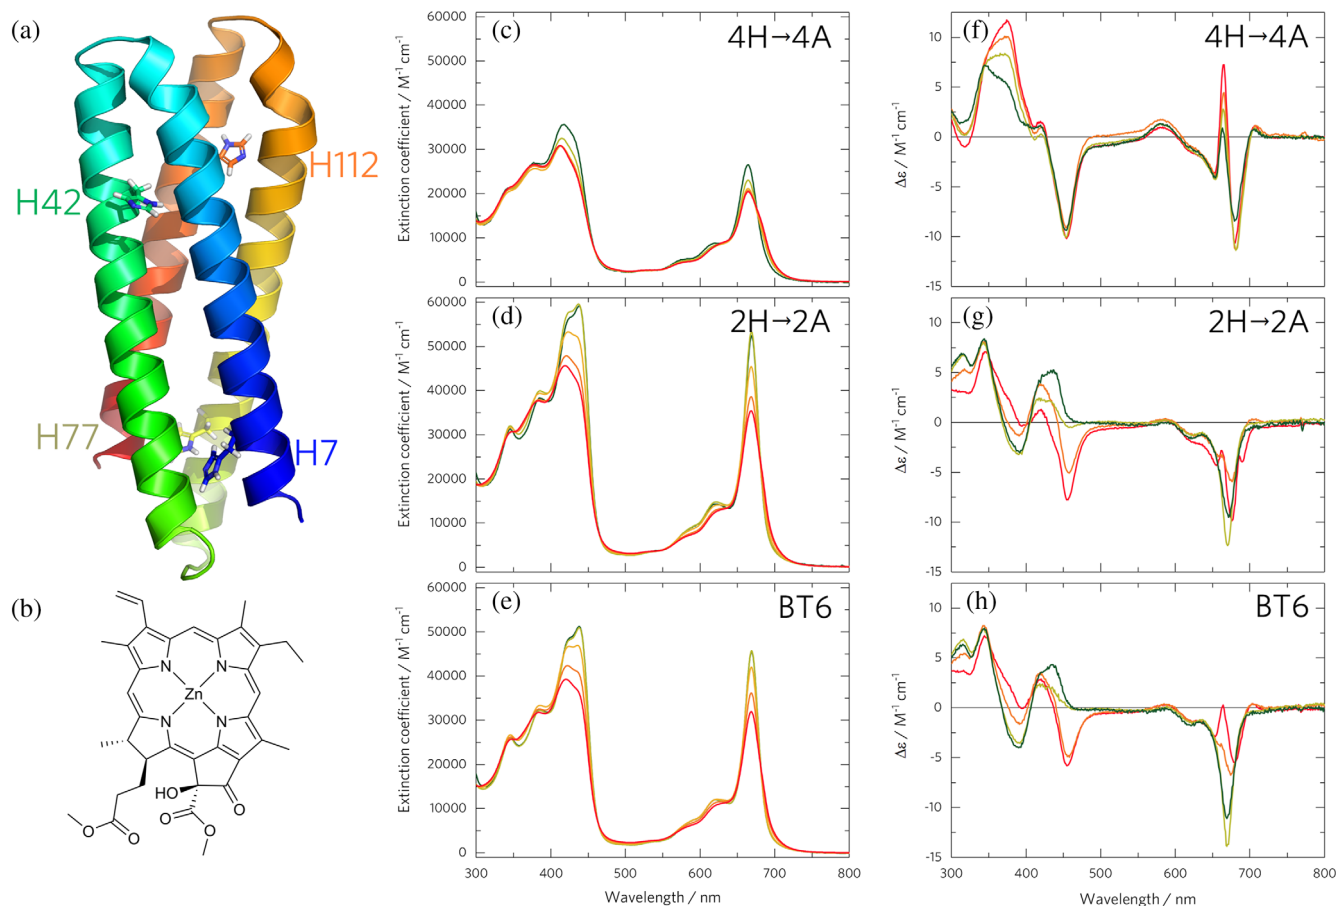 (a)
H112
H42
H77
H7
(b)
N
N
Zn
N
N
HO
O
O
O
O
O
(c)
4H→4A
60000
50000
40000
30000
20000
10000
0
Extinction coefficient / M⁻¹ cm⁻¹
(d)
2H→2A
60000
50000
40000
30000
20000
10000
0
Extinction coefficient / M⁻¹ cm⁻¹
(e)
BT6
60000
50000
40000
30000
20000
10000
0
Extinction coefficient / M⁻¹ cm⁻¹
300 400 500 600 700 800
Wavelength / nm
(f)
4H→4A
10
5
0
-5
-10
-15
Δε / M⁻¹ cm⁻¹
(g)
2H→2A
10
5
0
-5
-10
-15
Δε / M⁻¹ cm⁻¹
(h)
BT6
10
5
0
-5
-10
-15
Δε / M⁻¹ cm⁻¹
300 400 500 600 700 800
Wavelength / nm